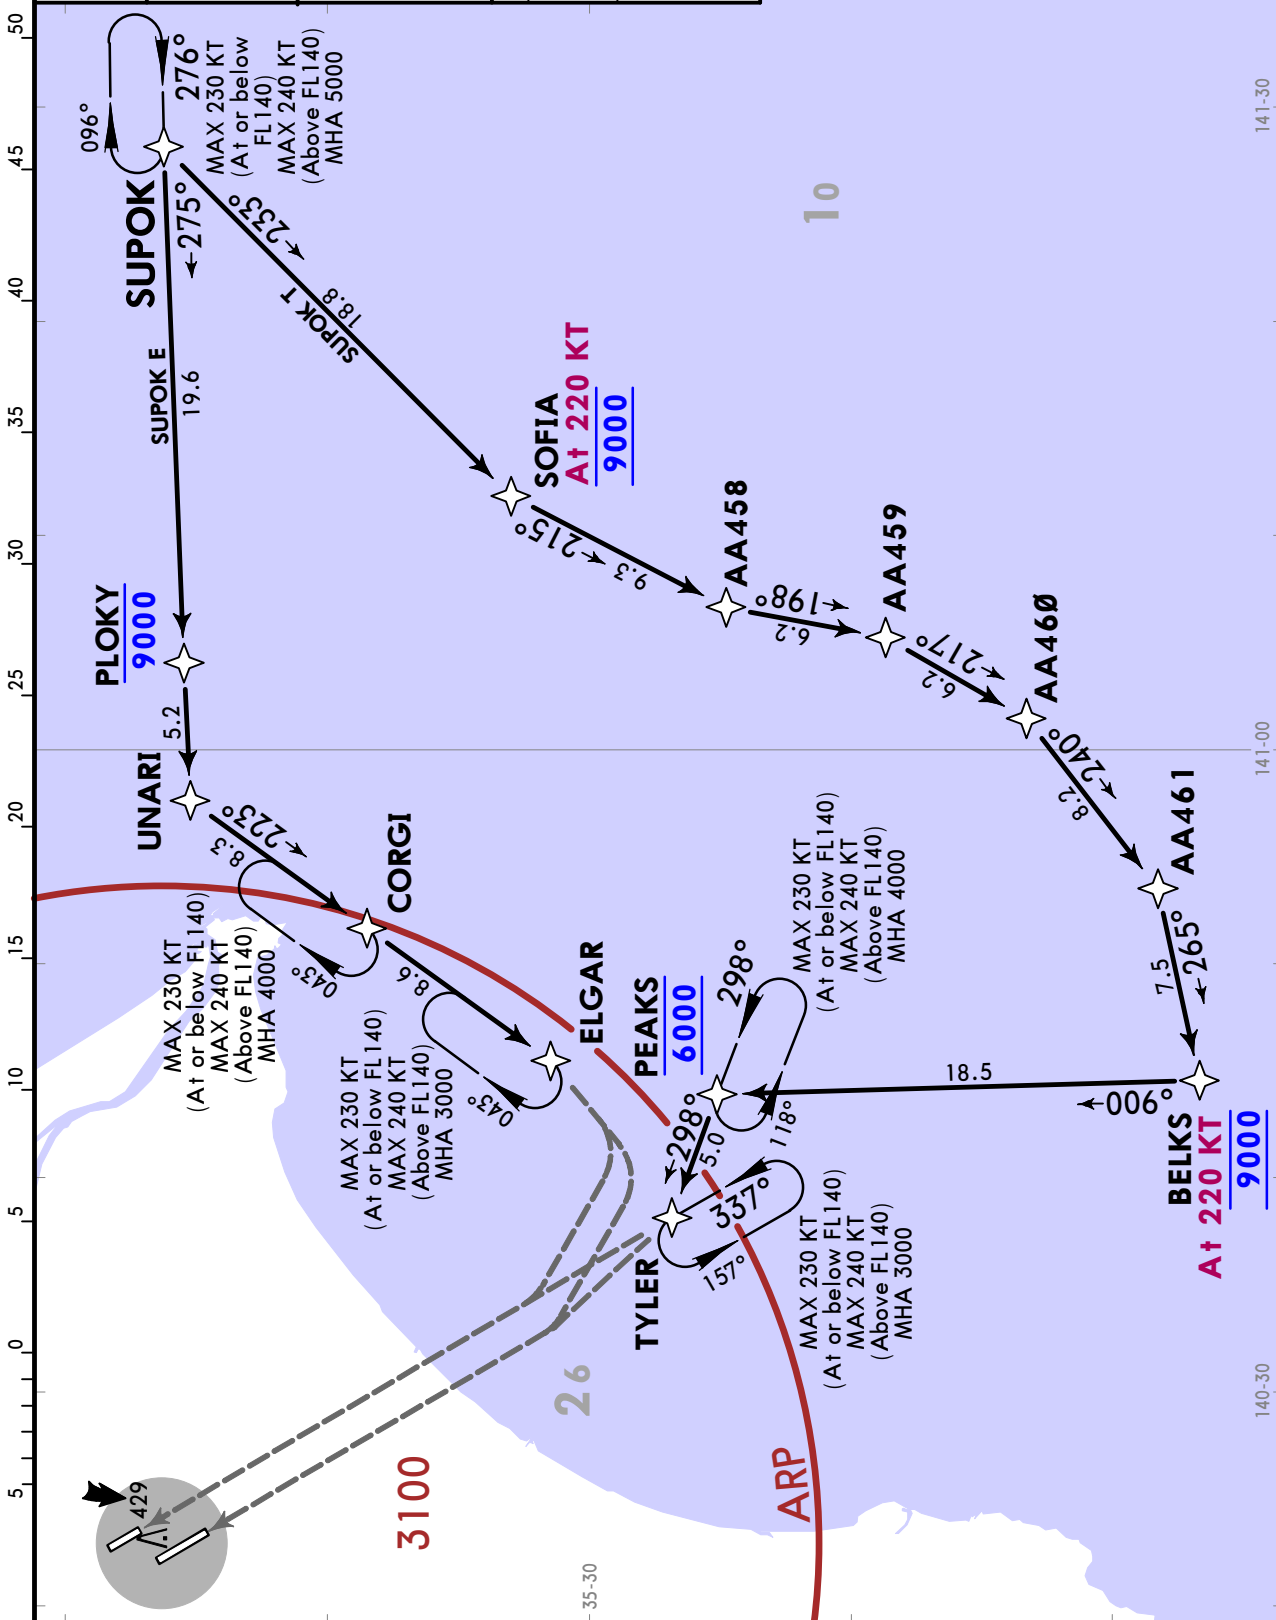 50
45
40
35
30
25
20
15
10
5
0
5
096°
276°
MAX 230 KT
(At or below
FL140)
MAX 240 KT
(Above FL140)
MHA 5000
SUPOK
275°
233°
SUPOK E
19.6
SUPOK T
18.8
141-30
10
SOFIA
At 220 KT
9000
215°
9.3
PLOKY
9000
5.2
AA458
198°
6.2
AA459
217°
6.2
AA460
240°
8.2
AA461
265°
7.5
141-00
UNARI
223°
8.3
CORGI
MAX 230 KT
(At or below FL140)
MAX 240 KT
(Above FL140)
MHA 4000
043°
8.6
ELGAR
MAX 230 KT
(At or below FL140)
MAX 240 KT
(Above FL140)
MHA 3000
043°
PEAKS
6000
298°
MAX 230 KT
(At or below FL140)
MAX 240 KT
(Above FL140)
MHA 4000
118°
298°
5.0
18.5
006°
BELKS
At 220 KT
9000
TYLER
337°
157°
MAX 230 KT
(At or below FL140)
MAX 240 KT
(Above FL140)
MHA 3000
26
140-30
429
3100
ARP
35-30